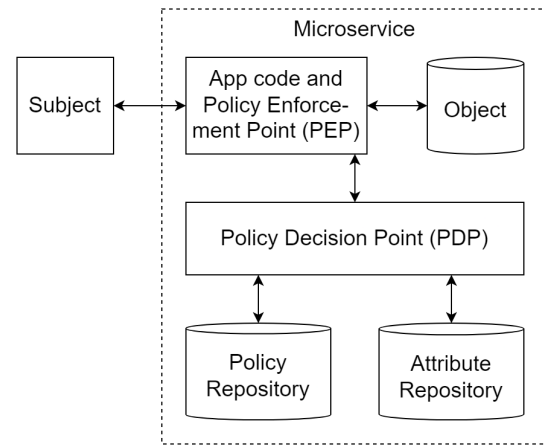 Microservice
Subject
App code and
Policy Enforce-
ment Point (PEP)
Object
Policy Decision Point (PDP)
Policy
Repository
Attribute
Repository